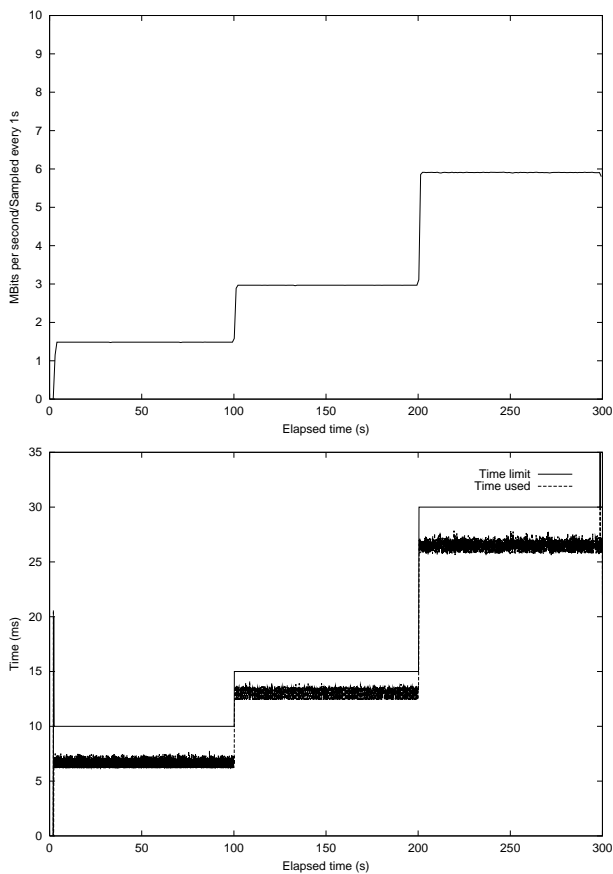 10
9
8
7
6
5
4
3
2
1
0
MBits per second/Sampled every 1s
0 50 100 150 200 250 300
Elapsed time (s)
35
30
25
20
15
10
5
0
Time (ms)
Time limit
Time used
0 50 100 150 200 250 300
Elapsed time (s)